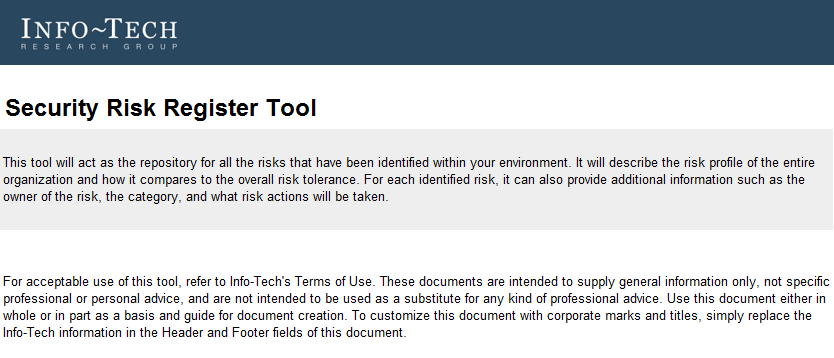 INFO~TECH
RESEARCH GROUP
Security Risk Register Tool
This tool will act as the repository for all the risks that have been identified within your environment. It will describe the risk profile of the entire
organization and how it compares to the overall risk tolerance. For each identified risk, it can also provide additional information such as the
owner of the risk, the category, and what risk actions will be taken.
For acceptable use of this tool, refer to Info-Tech's Terms of Use. These documents are intended to supply general information only, not specific
professional or personal advice, and are not intended to be used as a substitute for any kind of professional advice. Use this document either in
whole or in part as a basis and guide for document creation. To customize this document with corporate marks and titles, simply replace the
Info-Tech information in the Header and Footer fields of this document.